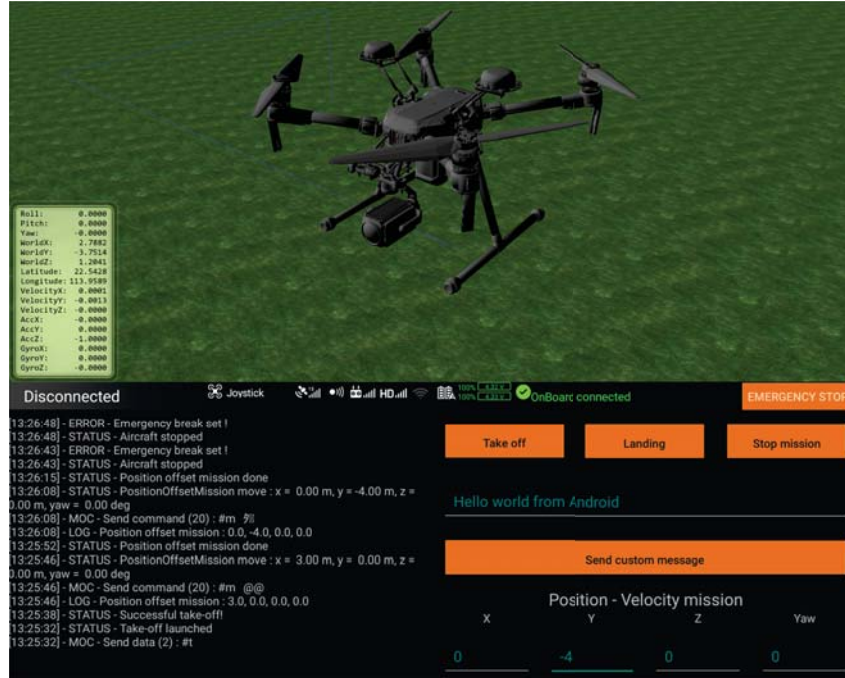 Roll: 0.0000
Pitch: 0.0000
Yaw: -0.0000
WorldX: 2.7882
WorldY: -3.7514
WorldZ: 1.2041
Latitude: 22.5428
Longitude: 113.9589
VelocityX: 0.0001
VelocityY: -0.0013
VelocityZ: -0.0000
AccX: -0.0000
AccY: 0.0000
AccZ: -1.0000
GyroX: 0.0000
GyroY: 0.0000
GyroZ: -0.0000
Disconnected Joystick HD 100% 100% OnBoard connected EMERGENCY STOP
[13:26:48] - ERROR - Emergency break set !
[13:26:48] - STATUS - Aircraft stopped
[13:26:43] - ERROR - Emergency break set !
[13:26:43] - STATUS - Aircraft stopped
[13:26:15] - STATUS - Position offset mission done
[13:26:08] - STATUS - PositionOffsetMission move : x = 0.00 m, y = -4.00 m, z =
0.00 m, yaw = 0.00 deg
[13:26:08] - MOC - Send command (20) : #m
[13:26:08] - LOG - Position offset mission : 0.0, -4.0, 0.0, 0.0
[13:25:52] - STATUS - Position offset mission done
[13:25:46] - STATUS - PositionOffsetMission move : x = 3.00 m, y = 0.00 m, z =
0.00 m, yaw = 0.00 deg
[13:25:46] - MOC - Send command (20) : #m @@
[13:25:46] - LOG - Position offset mission : 3.0, 0.0, 0.0, 0.0
[13:25:38] - STATUS - Successful take-off!
[13:25:32] - STATUS - Take-off launched
[13:25:32] - MOC - Send data (2) : #t
Take off Landing Stop mission
Hello world from Android
Send custom message
Position - Velocity mission
X Y Z Yaw
0 -4 0 0